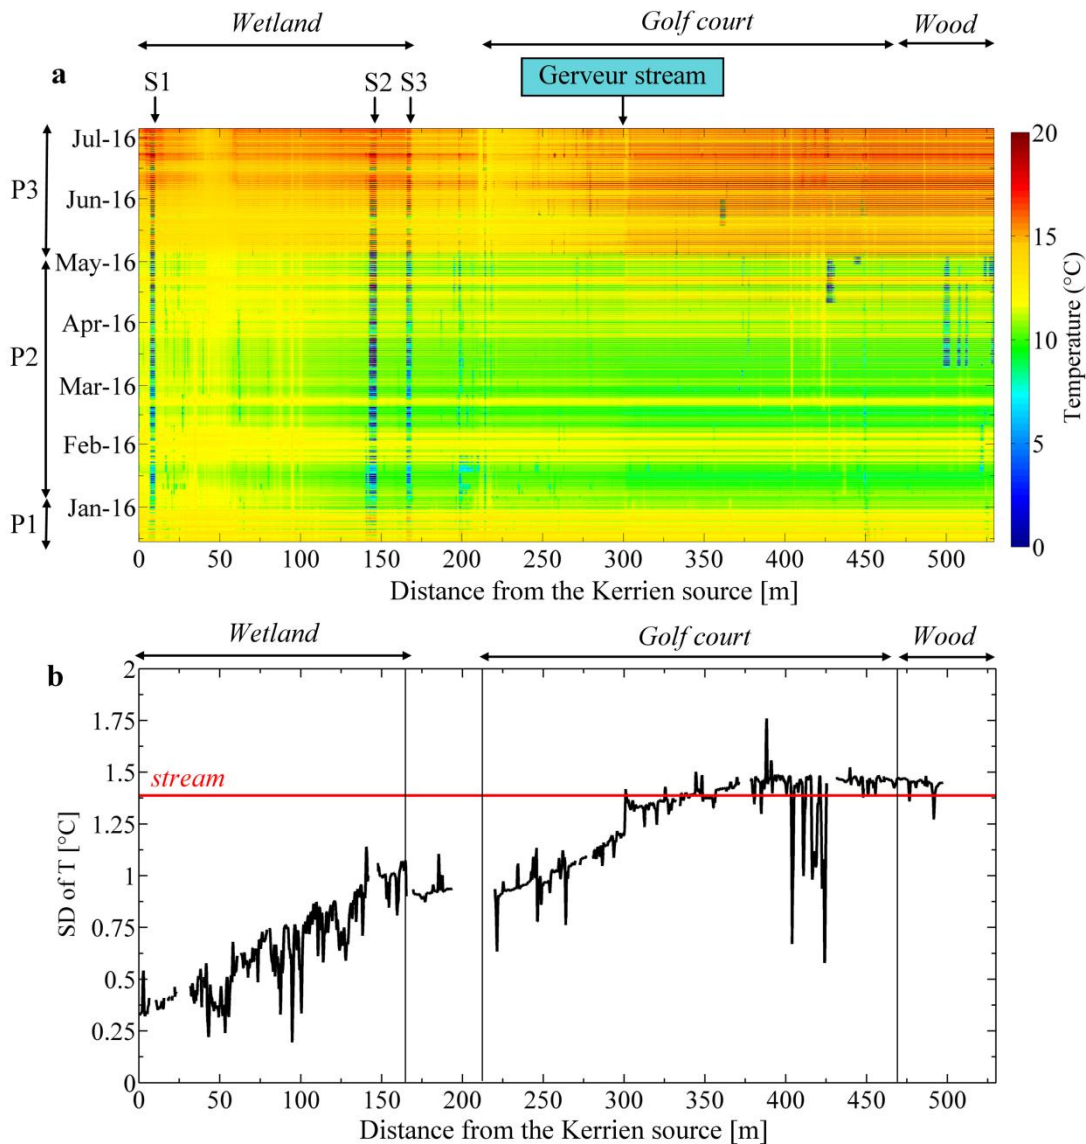 Wetland Golf court Wood
a
S1 S2 S3 Gerveur stream
P3
P2
P1
Jul-16
Jun-16
May-16
Apr-16
Mar-16
Feb-16
Jan-16
0 50 100 150 200 250 300 350 400 450 500
Distance from the Kerrien source [m]
20
15
10
5
0
Temperature (°C)
Wetland Golf court Wood
b
2
1.75
1.5
1.25
1
0.75
0.5
0.25
0
SD of T [°C]
stream
0 50 100 150 200 250 300 350 400 450 500
Distance from the Kerrien source [m]